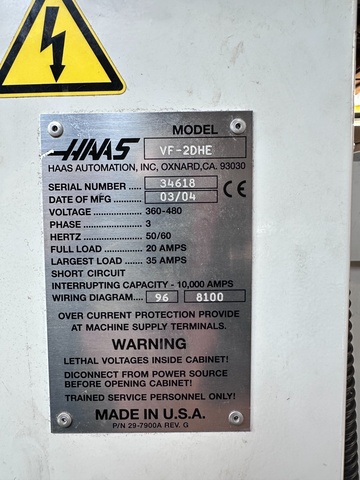 MODEL
HAAS VF-2DHE
HAAS AUTOMATION, INC, OXNARD,CA. 93030
SERIAL NUMBER .... 34618
DATE OF MFG ....... 03/04 CE
VOLTAGE ............... 360-480
PHASE ................... 3
HERTZ ................... 50/60
FULL LOAD ............ 20 AMPS
LARGEST LOAD ..... 35 AMPS
SHORT CIRCUIT
INTERRUPTING CAPACITY - 10,000 AMPS
WIRING DIAGRAM.... 96 8100
OVER CURRENT PROTECTION PROVIDE
AT MACHINE SUPPLY TERMINALS.
WARNING
LETHAL VOLTAGES INSIDE CABINET!
DICONNECT FROM POWER SOURCE
BEFORE OPENING CABINET!
TRAINED SERVICE PERSONNEL ONLY!
MADE IN U.S.A.
P/N 29-7900A REV. G